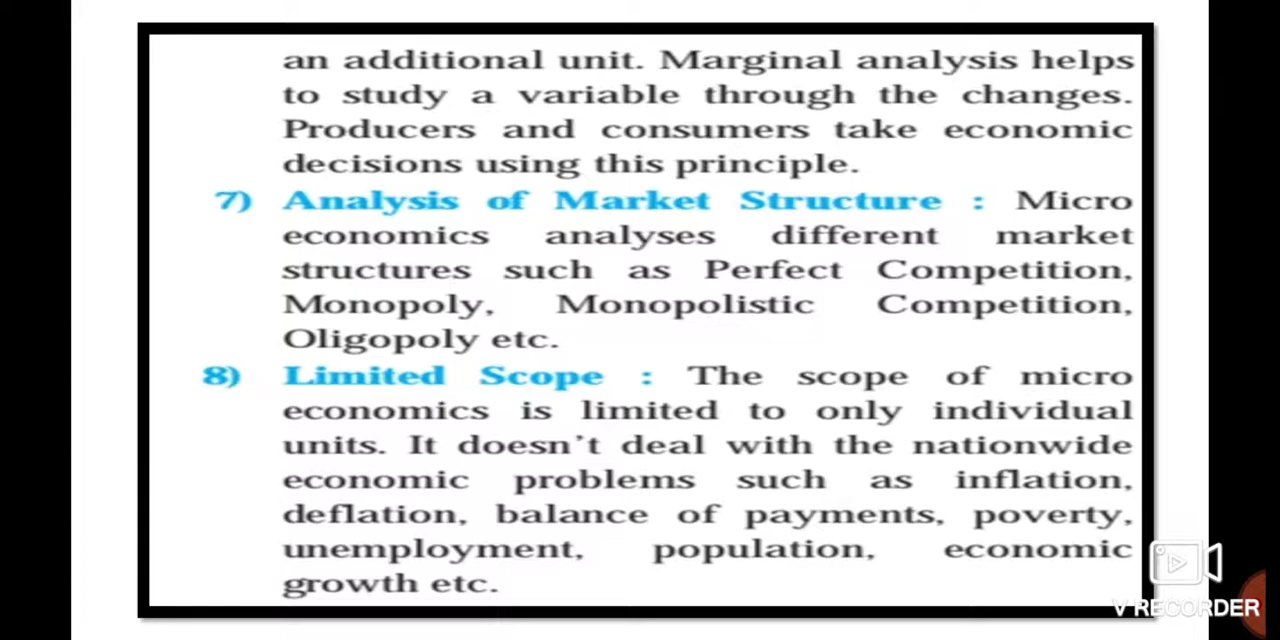 an additional unit. Marginal analysis helps
to study a variable through the changes.
Producers and consumers take economic
decisions using this principle.
7) Analysis of Market Structure : Micro
economics analyses different market
structures such as Perfect Competition,
Monopoly, Monopolistic Competition,
Oligopoly etc.
8) Limited Scope : The scope of micro
economics is limited to only individual
units. It doesn't deal with the nationwide
economic problems such as inflation,
deflation, balance of payments, poverty,
unemployment, population, economic
growth etc.
V RECORDER